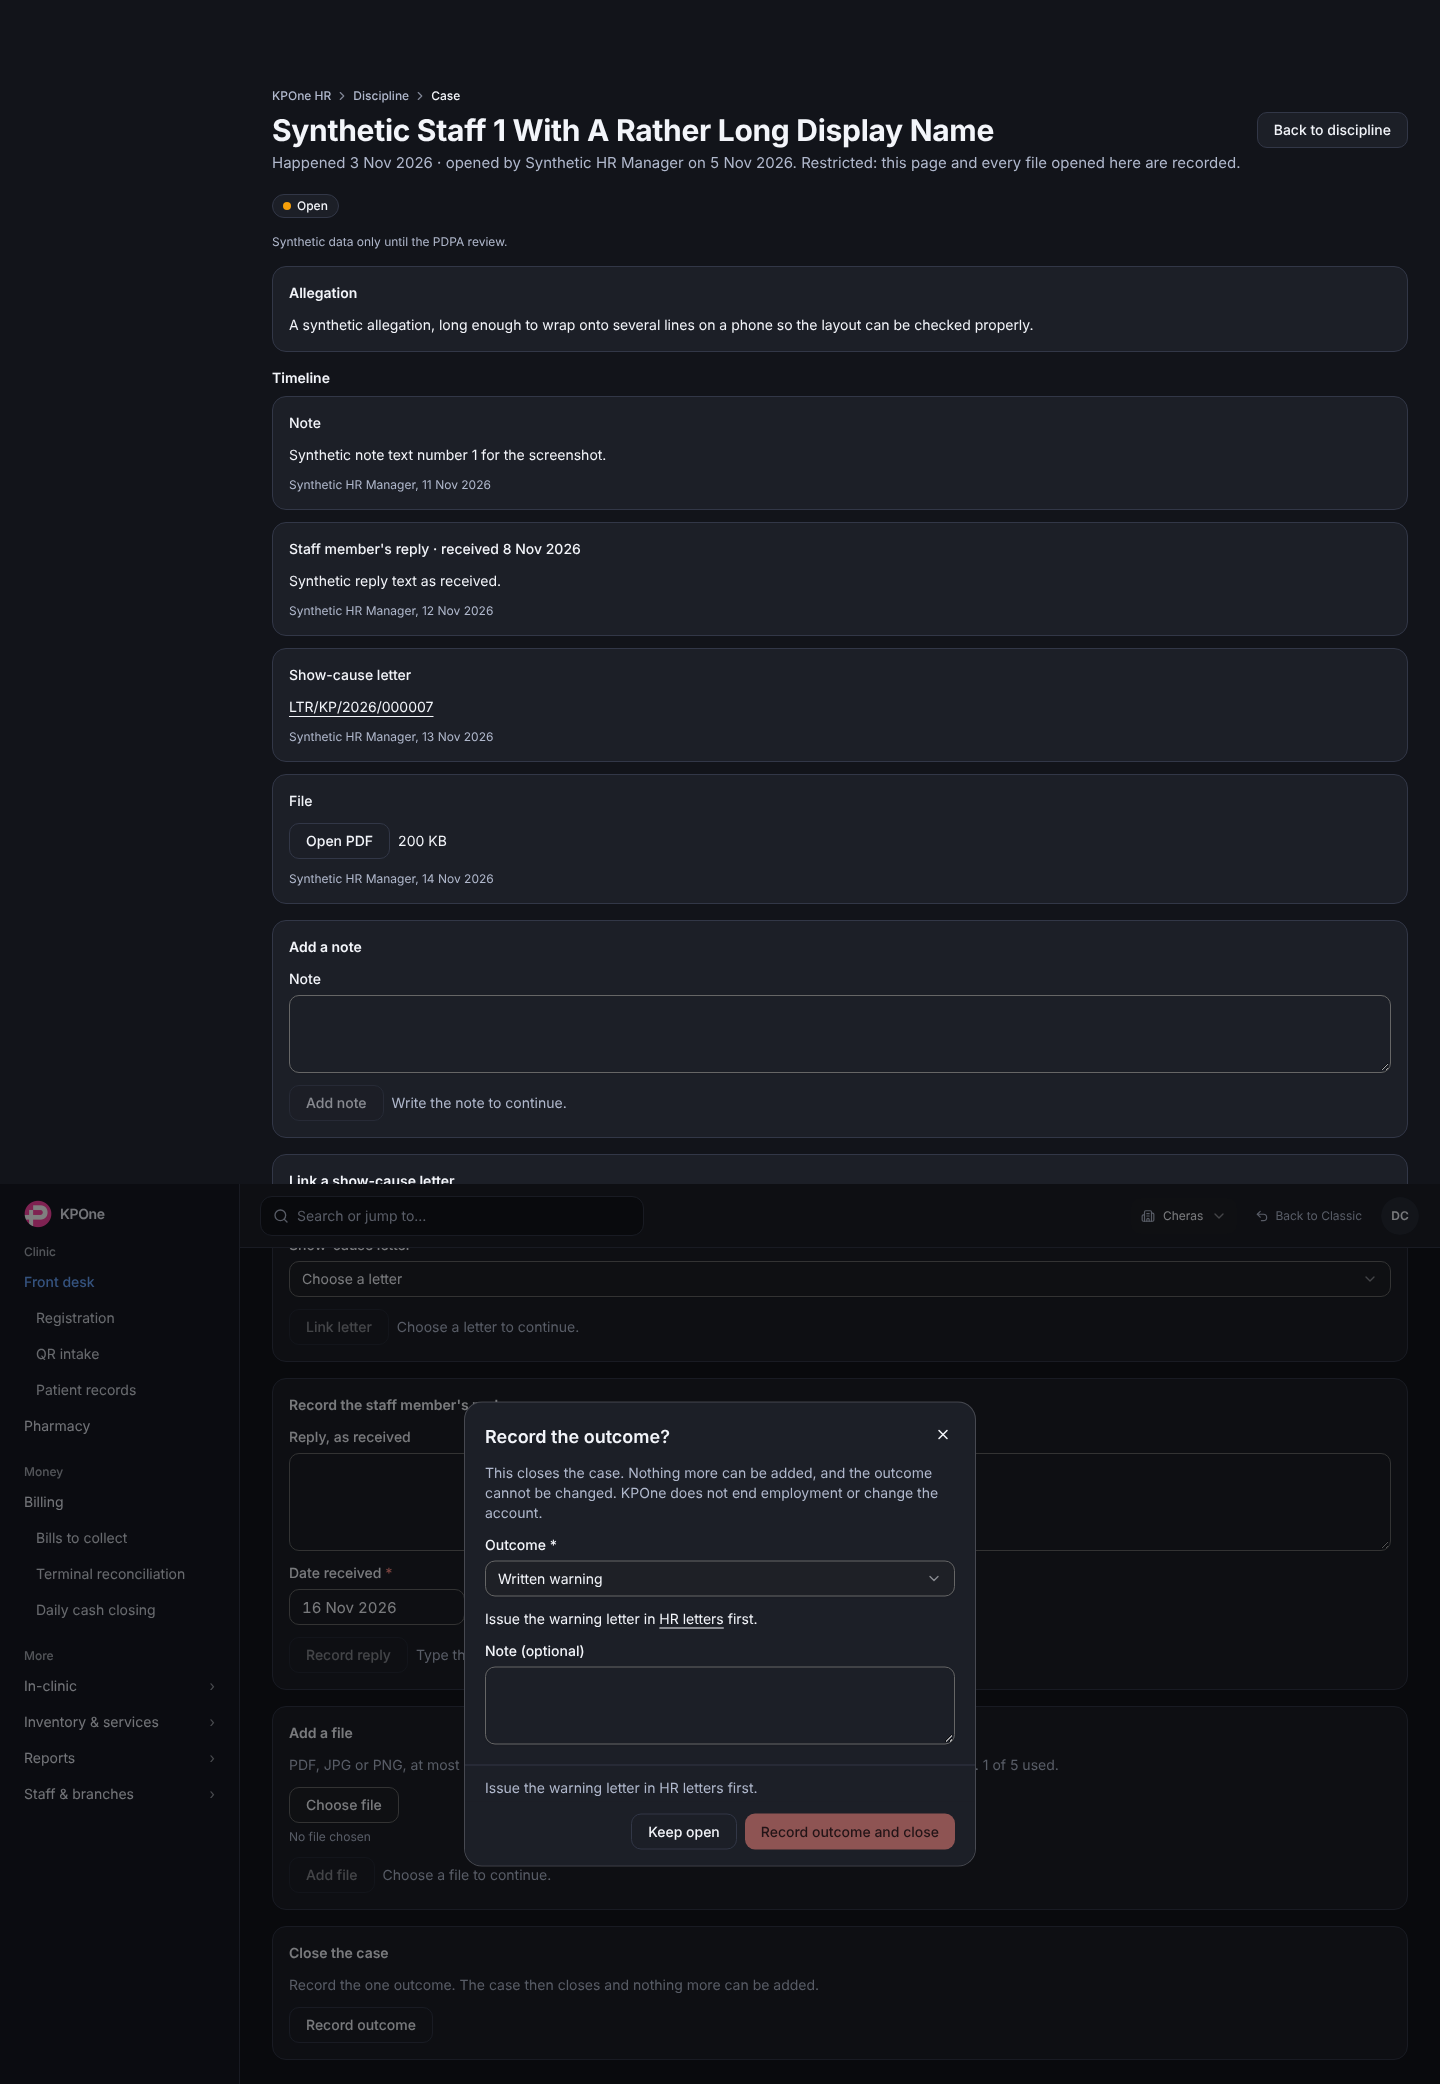 KPOne HR > Discipline > Case
Synthetic Staff 1 With A Rather Long Display Name
Back to discipline
Happened 3 Nov 2026 · opened by Synthetic HR Manager on 5 Nov 2026. Restricted: this page and every file opened here are recorded.
Open
Synthetic data only until the PDPA review.
Allegation
A synthetic allegation, long enough to wrap onto several lines on a phone so the layout can be checked properly.
Timeline
Note
Synthetic note text number 1 for the screenshot.
Synthetic HR Manager, 11 Nov 2026
Staff member's reply · received 8 Nov 2026
Synthetic reply text as received.
Synthetic HR Manager, 12 Nov 2026
Show-cause letter
LTR/KP/2026/000007
Synthetic HR Manager, 13 Nov 2026
File
Open PDF 200 KB
Synthetic HR Manager, 14 Nov 2026
Add a note
Note
Add note Write the note to continue.
Link a show-cause letter
KPOne
Clinic
Front desk
Registration
QR intake
Patient records
Pharmacy
Money
Billing
Bills to collect
Terminal reconciliation
Daily cash closing
More
In-clinic
Inventory & services
Reports
Staff & branches
Search or jump to...
Cheras
Back to Classic
DC
Choose a letter
Link letter Choose a letter to continue.
Record the staff member's
Reply, as received
Date received *
16 Nov 2026
Record reply Type th
Add a file
PDF, JPG or PNG, at most
. 1 of 5 used.
Choose file
No file chosen
Add file Choose a file to continue.
Close the case
Record the one outcome. The case then closes and nothing more can be added.
Record outcome
Record the outcome?
This closes the case. Nothing more can be added, and the outcome
cannot be changed. KPOne does not end employment or change the
account.
Outcome *
Written warning
Issue the warning letter in HR letters first.
Note (optional)
Issue the warning letter in HR letters first.
Keep open
Record outcome and close